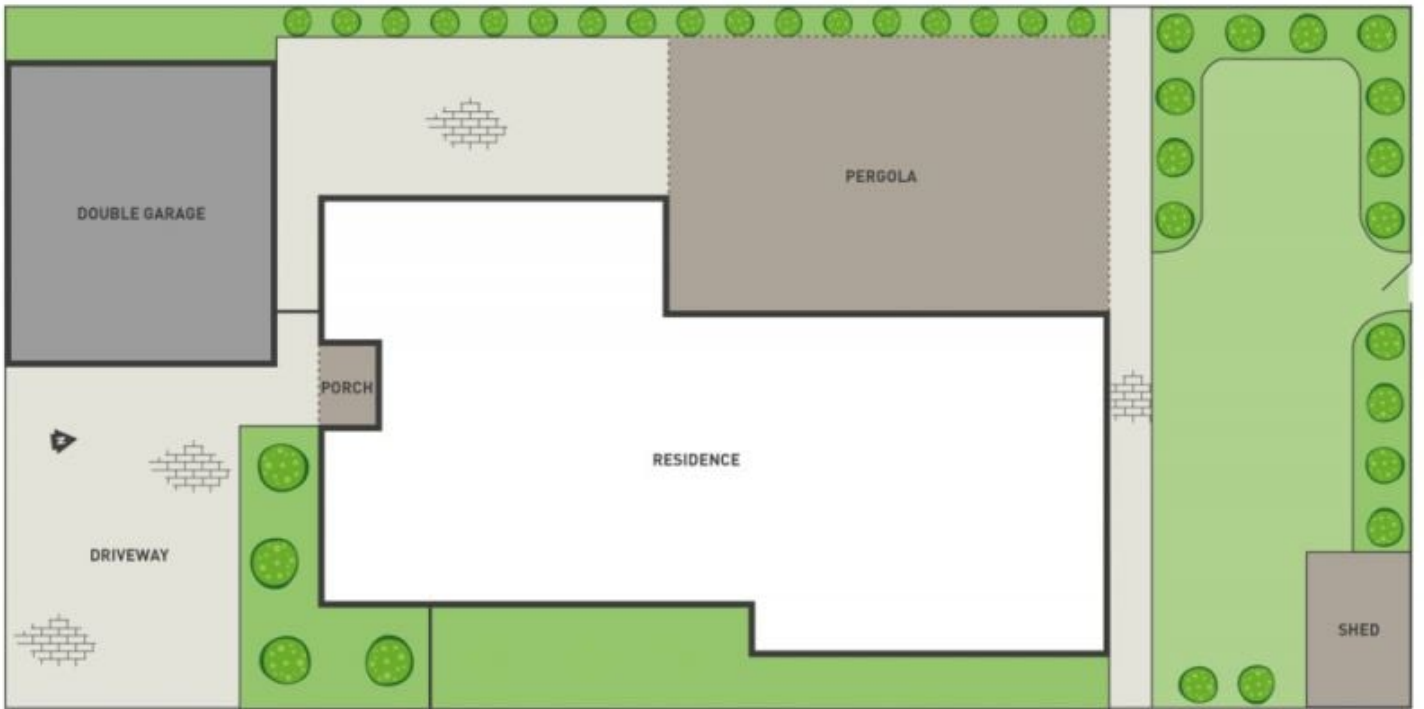 PERGOLA
DOUBLE GARAGE
PORCH
N
RESIDENCE
DRIVEWAY
SHED